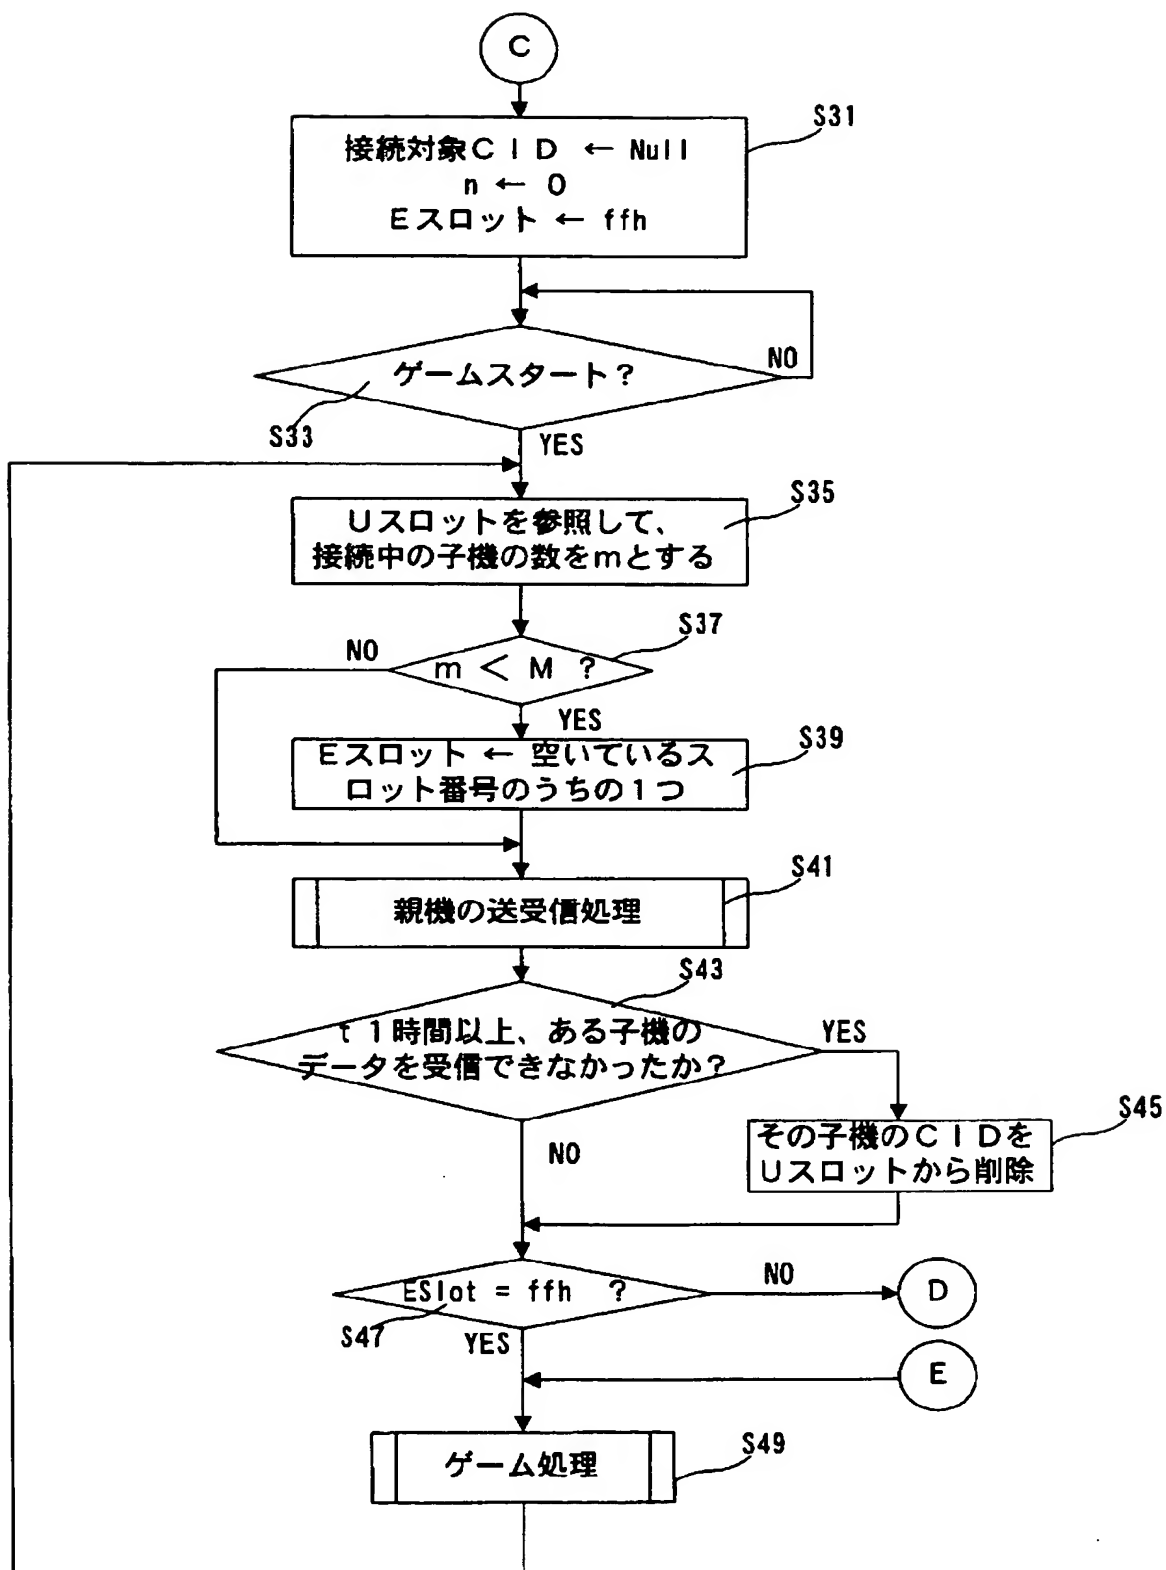 C
S31
接続対象CID ← Null
n ← 0
Eスロット ← ffh
ゲームスタート?
NO
S33
YES
S35
Uスロットを参照して、
接続中の子機の数をmとする
S37
NO
m < M ?
YES
S39
Eスロット ← 空いているス
ロット番号のうちの1つ
S41
親機の送受信処理
S43
t1時間以上、ある子機の
データを受信できなかったか?
YES
S45
その子機のCIDを
Uスロットから削除
NO
ESlot = ffh ?
NO
D
S47
YES
E
S49
ゲーム処理